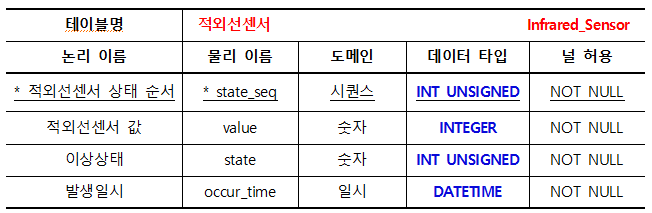 테이블명 적외선센서 Infrared_Sensor
논리 이름 물리 이름 도메인 데이터 타입 널 허용
* 적외선센서 상태 순서 * state_seq 시퀀스 INT UNSIGNED NOT NULL
적외선센서 값 value 숫자 INTEGER NOT NULL
이상상태 state 숫자 INT UNSIGNED NOT NULL
발생일시 occur_time 일시 DATETIME NOT NULL